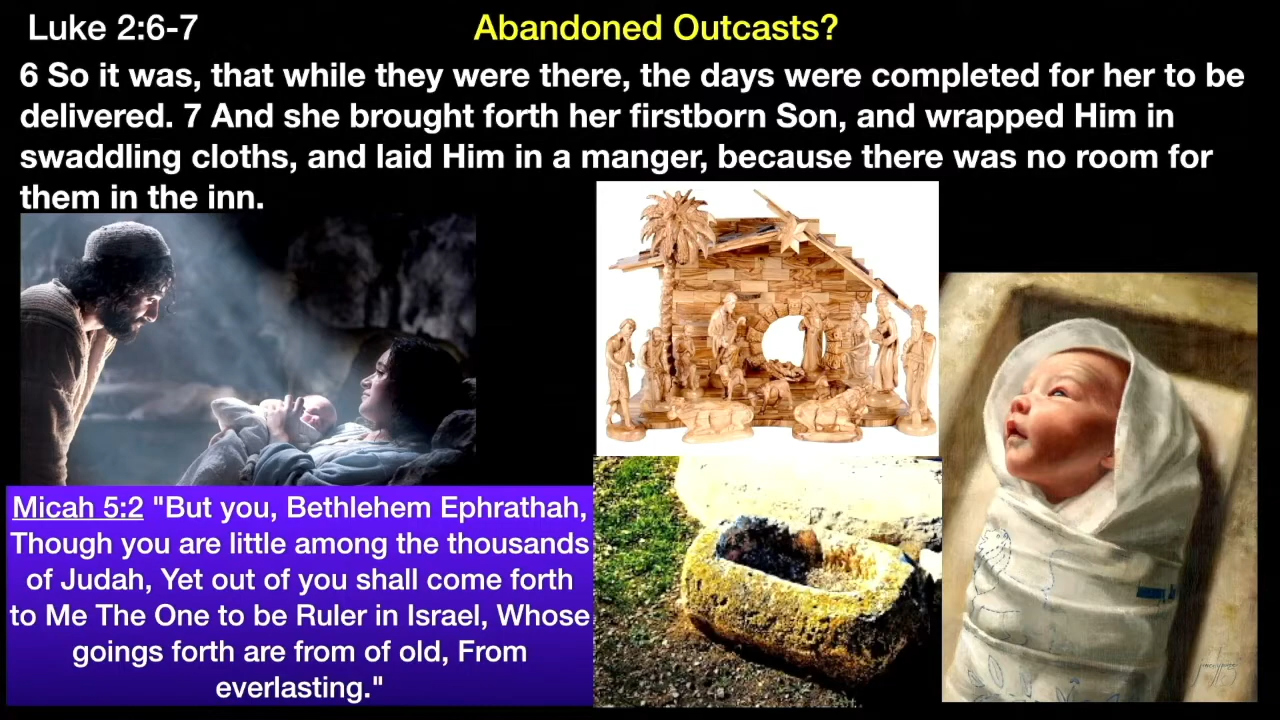 Luke 2:6-7
Abandoned Outcasts?
6 So it was, that while they were there, the days were completed for her to be
delivered. 7 And she brought forth her firstborn Son, and wrapped Him in
swaddling cloths, and laid Him in a manger, because there was no room for
them in the inn.
Micah 5:2 "But you, Bethlehem Ephrathah,
Though you are little among the thousands
of Judah, Yet out of you shall come forth
to Me The One to be Ruler in Israel, Whose
goings forth are from of old, From
everlasting."